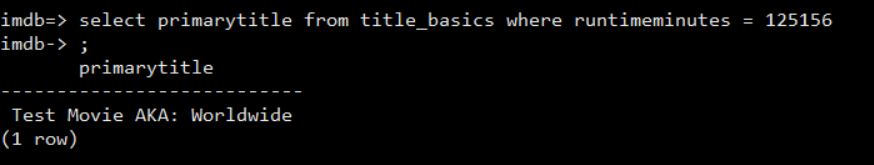 imdb=> select primarytitle from title_basics where runtimeminutes = 125156
imdb-> ;
primarytitle
---------------------------
Test Movie AKA: Worldwide
(1 row)